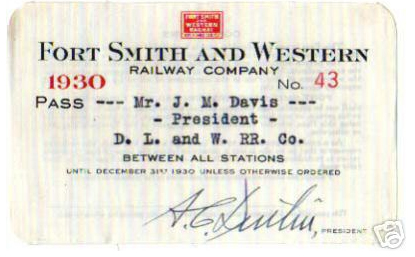 FORT SMITH AND WESTERN RAILWAY
FORT SMITH AND WESTERN
RAILWAY COMPANY
1930 No. 43
PASS --- Mr. J. M. Davis ---
- President -
D. L. and W. RR. Co.
BETWEEN ALL STATIONS
UNTIL DECEMBER 31ST 1930 UNLESS OTHERWISE ORDERED
PRESIDENT